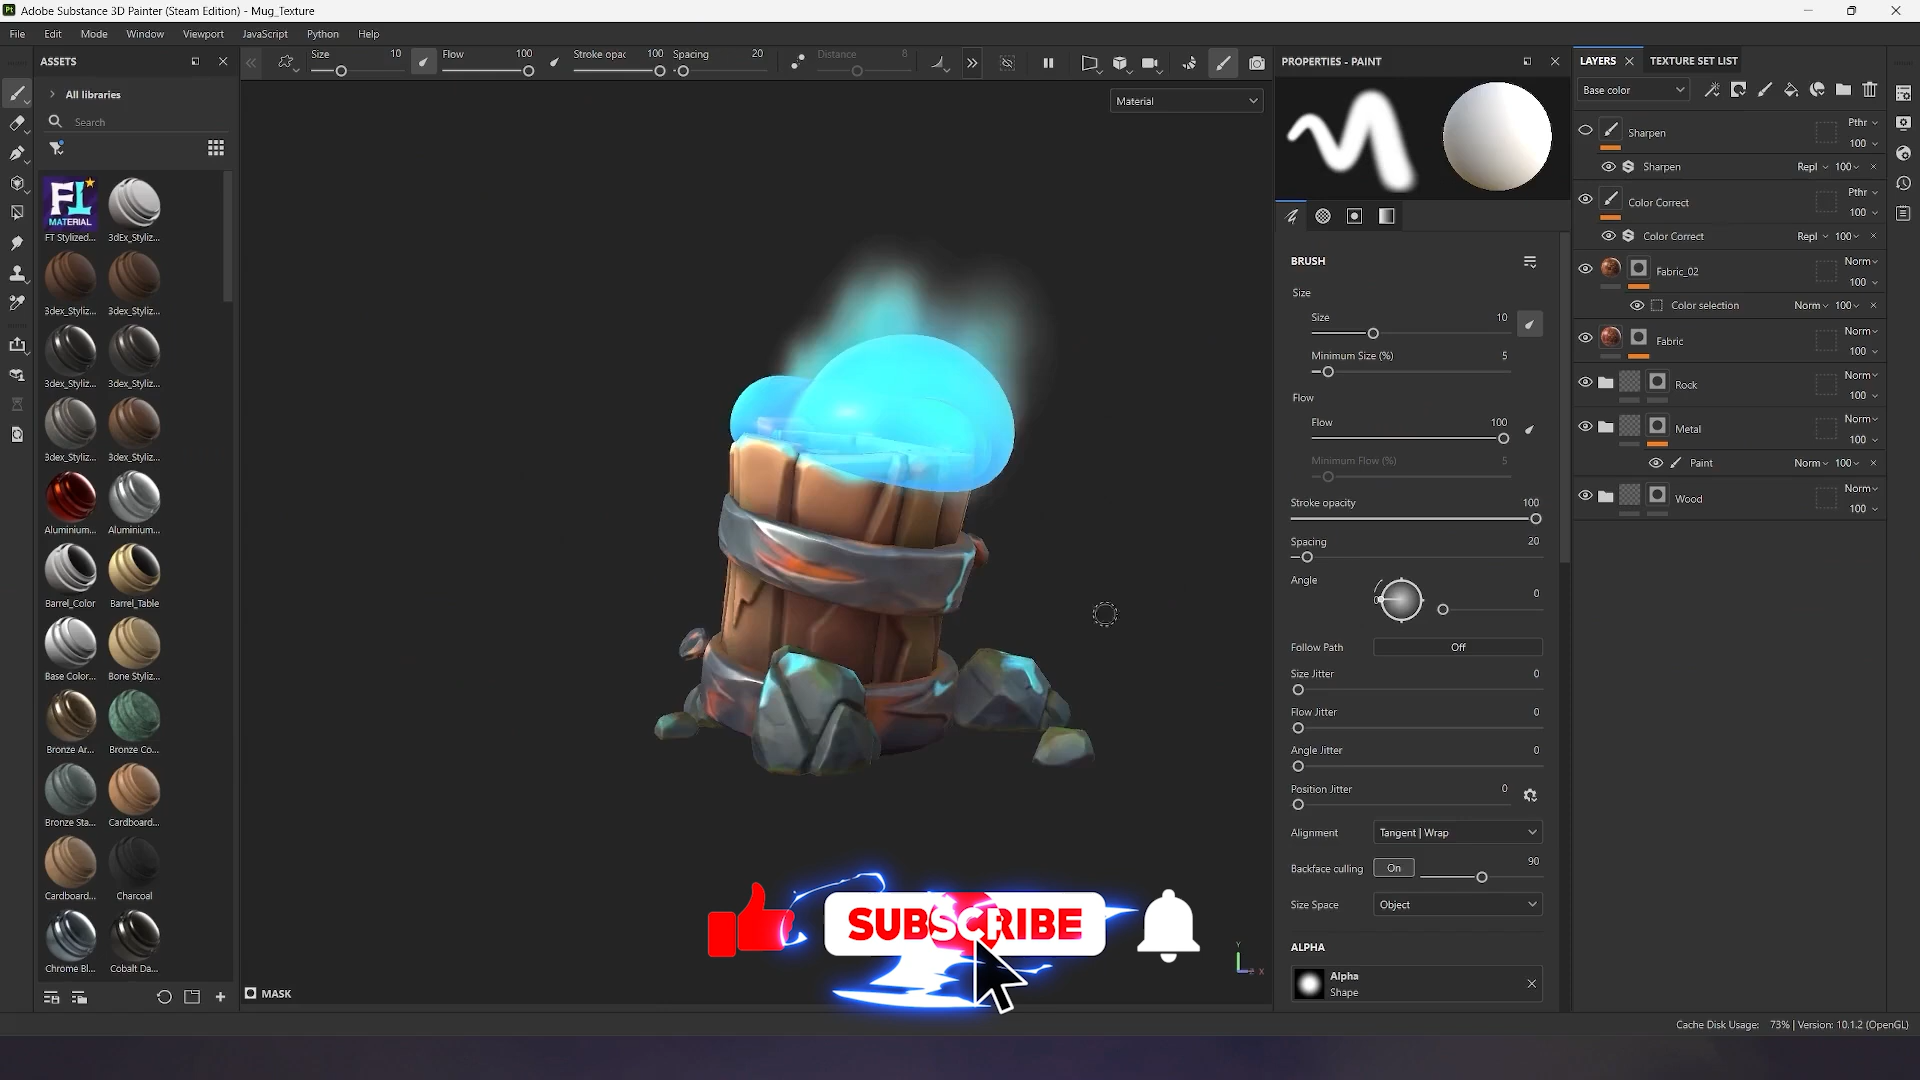 Adobe Substance 3D Painter (Steam Edition) - Mug_Texture
File Edit Mode Window Viewport JavaScript Python Help
ASSETS
All libraries
Search
FT Stylized...
3dEx_Styliz...
3dex_Styliz...
3dex_Styliz...
3dex_Styliz...
3dex_Styliz...
3dex_Styliz...
3dex_Styliz...
Aluminium...
Aluminium...
Barrel_Color
Barrel_Table
Base Color...
Bone Styliz...
Bronze Ar...
Bronze Co...
Bronze Sta...
Cardboard...
Cardboard...
Charcoal
Chrome Bl...
Cobalt Da...
MATERIAL
Size 10
Flow 100
Stroke opac 100
Spacing 20
Distance 8
Material
MASK
SUBSCRIBE
Y
X
PROPERTIES - PAINT
BRUSH
Size
Size 10
Minimum Size (%) 5
Flow
Flow 100
Minimum Flow (%) 5
Stroke opacity 100
Spacing 20
Angle 0
Follow Path Off
Size Jitter 0
Flow Jitter 0
Angle Jitter 0
Position Jitter 0
Alignment Tangent | Wrap
Backface culling On 90
Size Space Object
ALPHA
Alpha
Shape
LAYERS TEXTURE SET LIST
Base color
Sharpen Pthr 100
Sharpen Repl 100
Color Correct Pthr 100
Color Correct Repl 100
Fabric_02 Norm 100
Color selection Norm 100
Fabric Norm 100
Rock Norm 100
Metal Norm 100
Paint Norm 100
Wood Norm 100
Cache Disk Usage: 73% | Version: 10.1.2 (OpenGL)